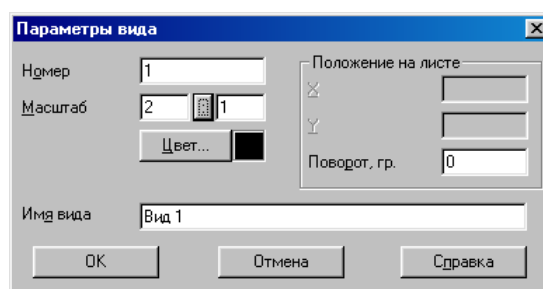 Параметры вида
Номер 1
Масштаб 2 : 1
Цвет...
Положение на листе
X
Y
Поворот, гр. 0
Имя вида Вид 1
OK Отмена Справка